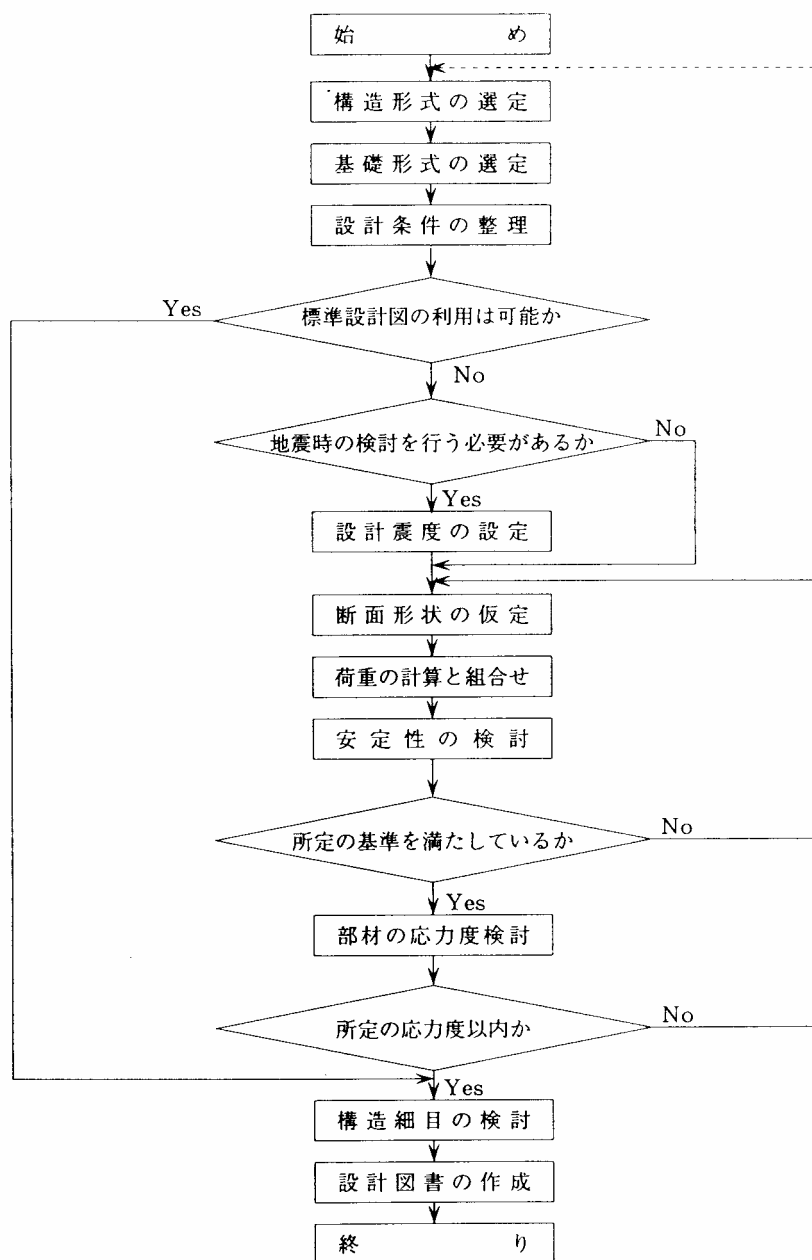 始め
構造形式の選定
基礎形式の選定
設計条件の整理
Yes
標準設計図の利用は可能か
No
地震時の検討を行う必要があるか
No
Yes
設計震度の設定
断面形状の仮定
荷重の計算と組合せ
安定性の検討
所定の基準を満たしているか
No
Yes
部材の応力度検討
所定の応力度以内か
No
Yes
構造細目の検討
設計図書の作成
終り